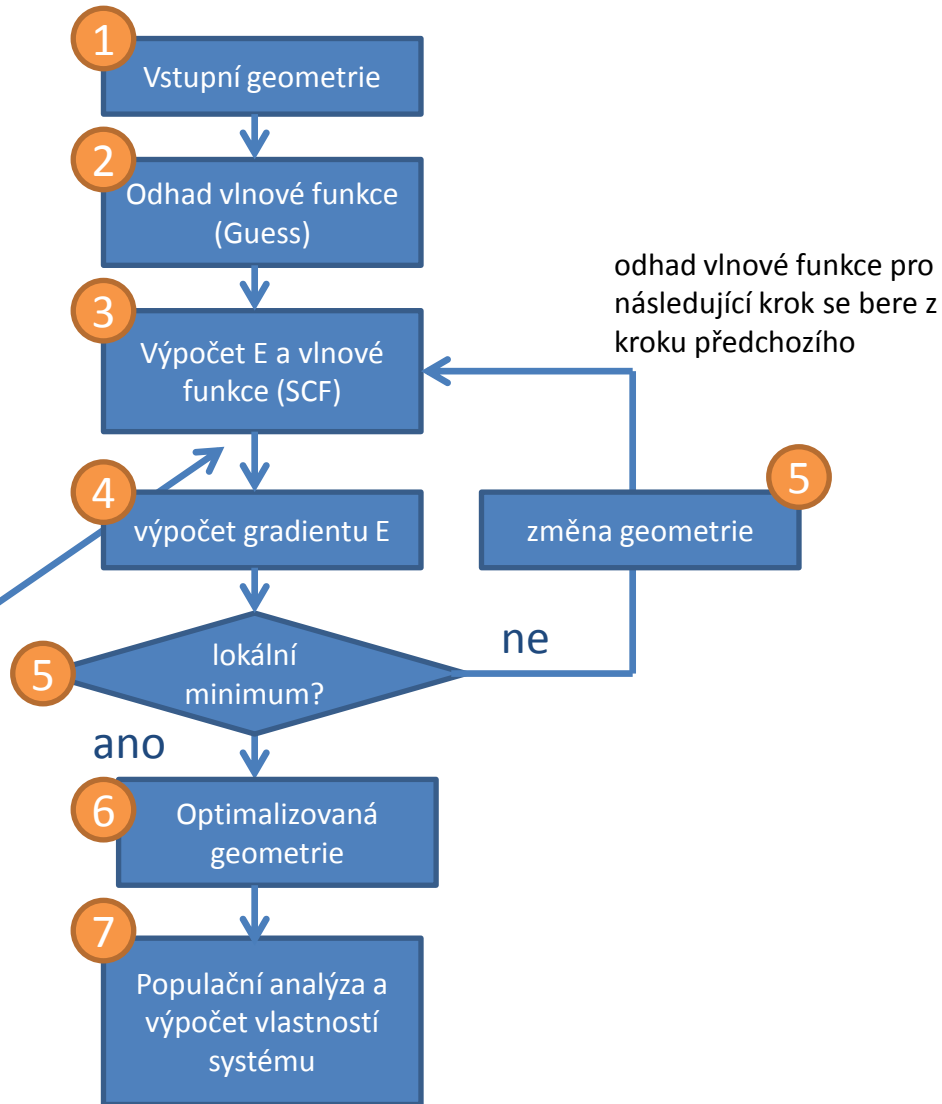 1
Vstupní geometrie
2
Odhad vlnové funkce
(Guess)
odhad vlnové funkce pro
následující krok se bere z
kroku předchozího
3
Výpočet E a vlnové
funkce (SCF)
4
výpočet gradientu E
5
změna geometrie
5
lokální
minimum?
ne
ano
6
Optimalizovaná
geometrie
7
Populační analýza a
výpočet vlastností
systému